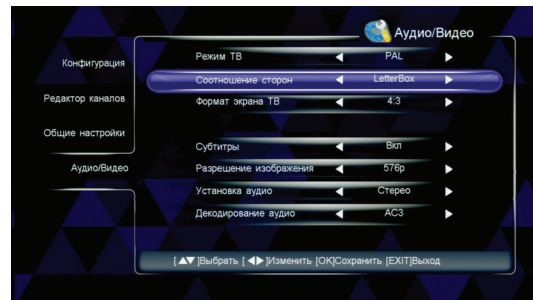 Аудио/Видео
Конфигурация
Редактор каналов
Общие настройки
Аудио/Видео
Режим ТВ ◀ PAL ▶
Соотношение сторон ◀ LetterBox ▶
Формат экрана ТВ ◀ 4:3 ▶
Субтитры ◀ Вкл ▶
Разрешение изображения ◀ 576p ▶
Установка аудио ◀ Стерео ▶
Декодирование аудио ◀ AC3 ▶
[▲▼]Выбрать [◀▶]Изменить [OK]Сохранить [EXIT]Выход